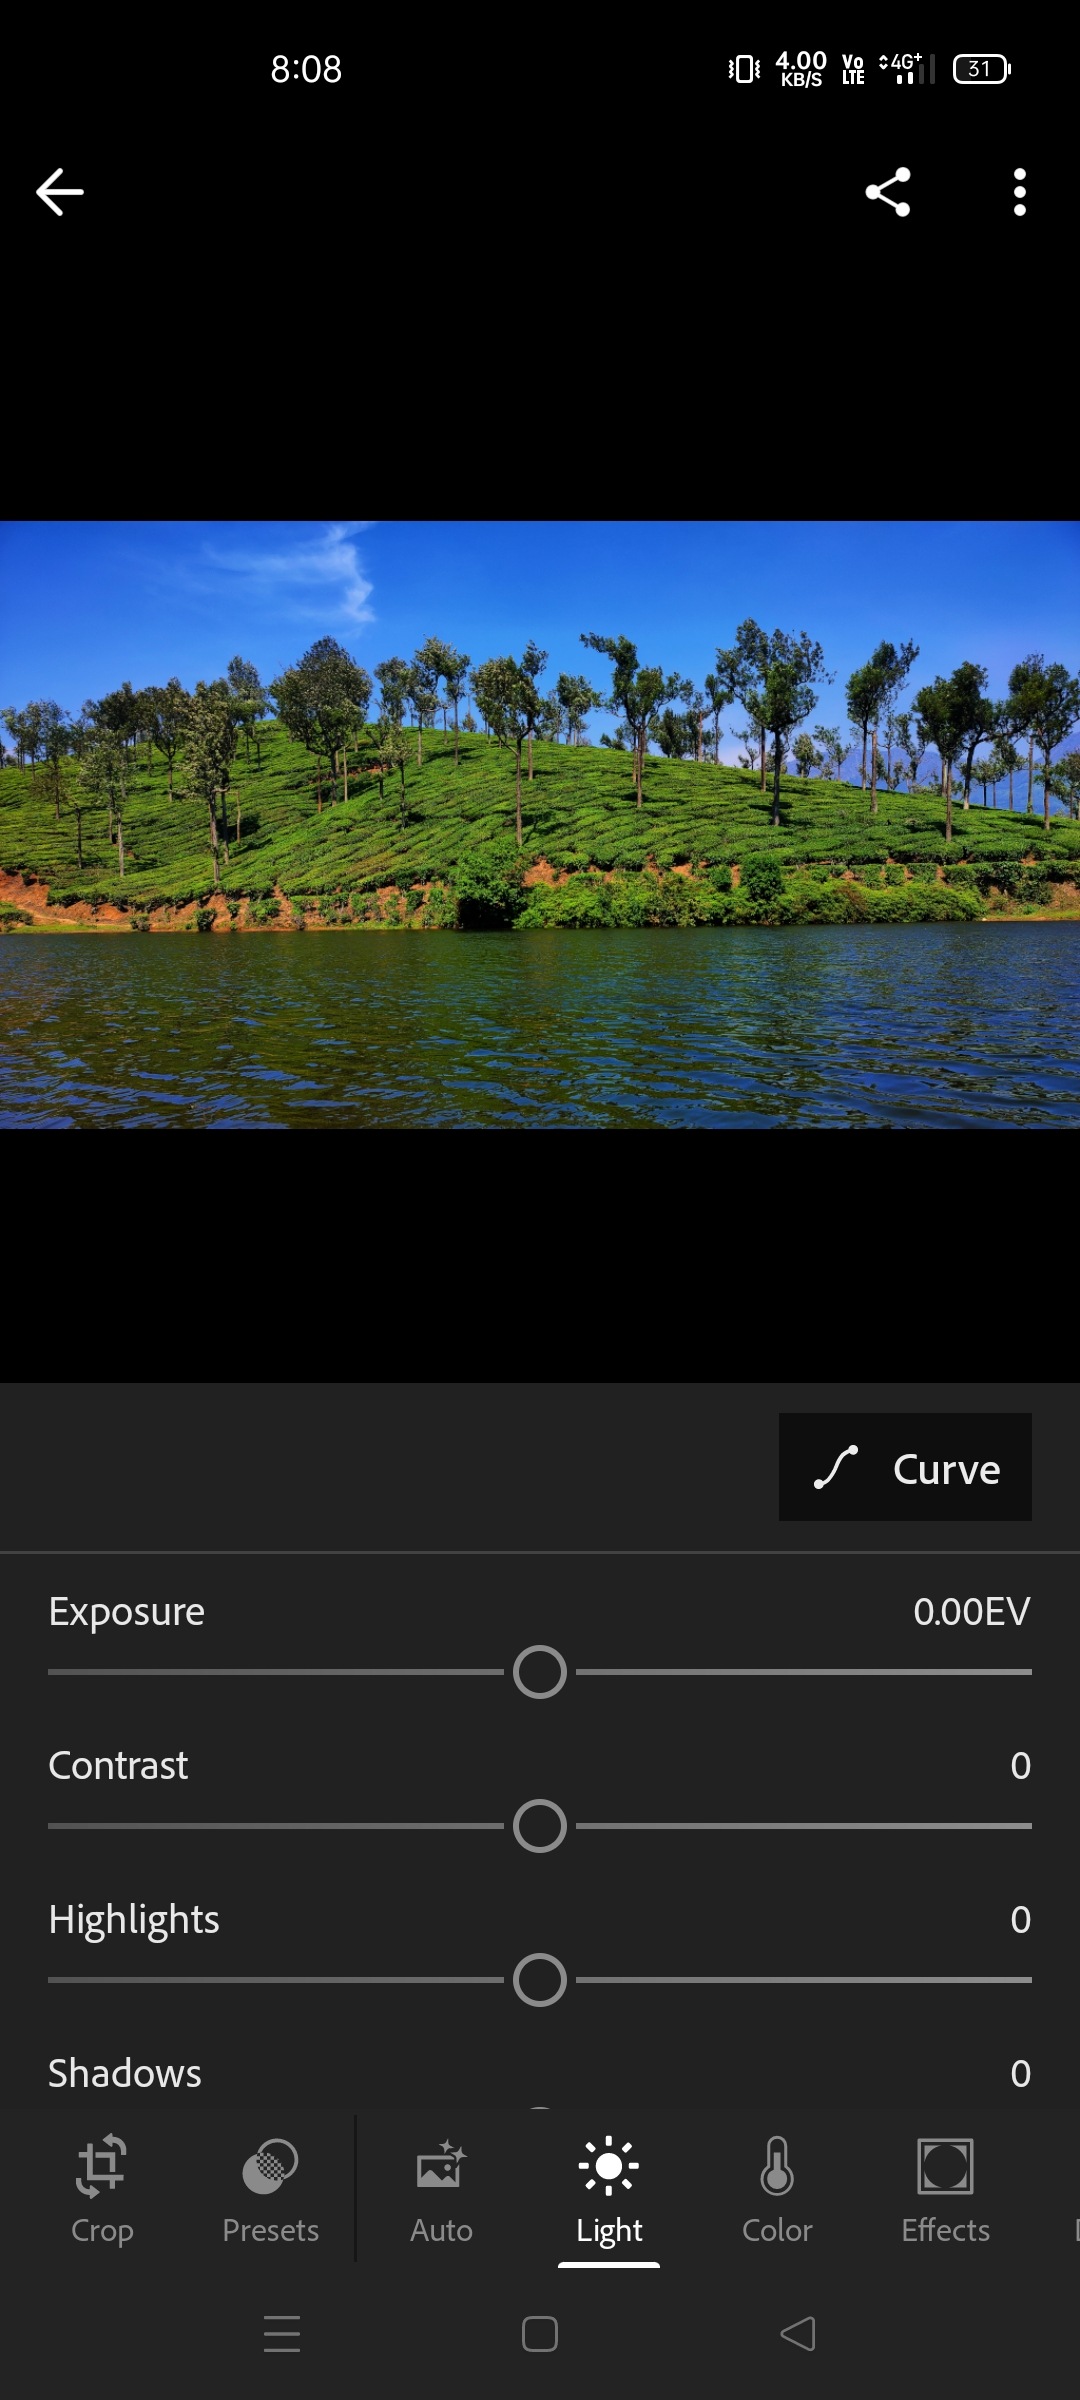 8:08
4.00
KB/S
Vo
LTE
4G+
31
Curve
Exposure 0.00EV
Contrast 0
Highlights 0
Shadows 0
Crop Presets Auto Light Color Effects